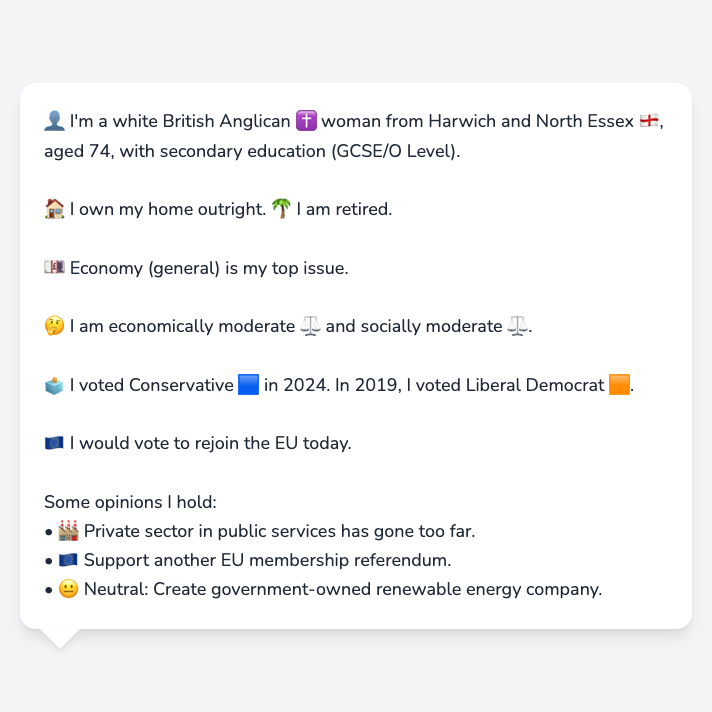 👤 I'm a white British Anglican ✝️ woman from Harwich and North Essex 🏴󠁧󠁢󠁥󠁮󠁧󠁿,
aged 74, with secondary education (GCSE/O Level).
🏠 I own my home outright. 🌴 I am retired.
💷 Economy (general) is my top issue.
🤔 I am economically moderate ⚖️ and socially moderate ⚖️.
🗳️ I voted Conservative 🟦 in 2024. In 2019, I voted Liberal Democrat 🟧.
🇪🇺 I would vote to rejoin the EU today.
Some opinions I hold:
• 🏭 Private sector in public services has gone too far.
• 🇪🇺 Support another EU membership referendum.
• 😐 Neutral: Create government-owned renewable energy company.